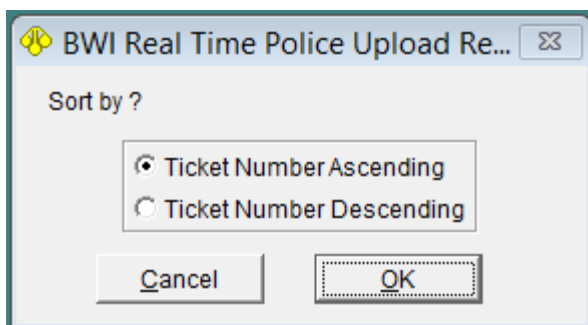 BWI Real Time Police Upload Re...
Sort by ?
Ticket Number Ascending
Ticket Number Descending
Cancel OK